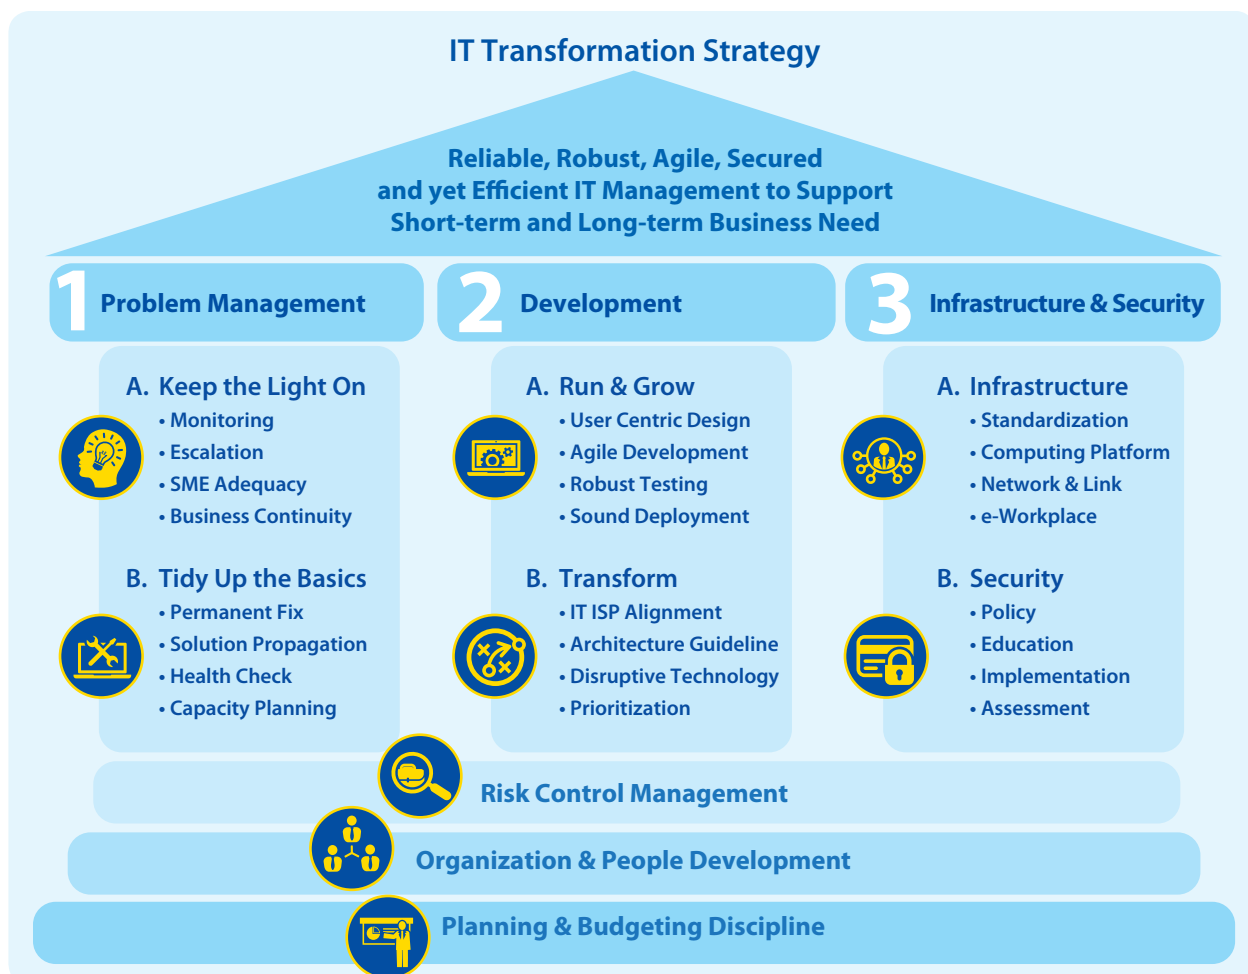 IT Transformation Strategy
Reliable, Robust, Agile, Secured
and yet Efficient IT Management to Support
Short-term and Long-term Business Need
1 Problem Management
A. Keep the Light On
• Monitoring
• Escalation
• SME Adequacy
• Business Continuity
B. Tidy Up the Basics
• Permanent Fix
• Solution Propagation
• Health Check
• Capacity Planning
2 Development
A. Run & Grow
• User Centric Design
• Agile Development
• Robust Testing
• Sound Deployment
B. Transform
• IT ISP Alignment
• Architecture Guideline
• Disruptive Technology
• Prioritization
3 Infrastructure & Security
A. Infrastructure
• Standardization
• Computing Platform
• Network & Link
• e-Workplace
B. Security
• Policy
• Education
• Implementation
• Assessment
Risk Control Management
Organization & People Development
Planning & Budgeting Discipline